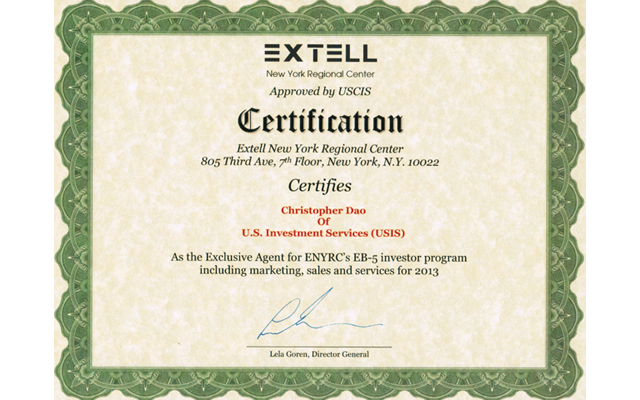 EXTELL
New York Regional Center
Approved by USCIS
Certification
Extell New York Regional Center
805 Third Ave, 7th Floor, New York, N.Y. 10022
Certifies
Christopher Dao
Of
U.S. Investment Services (USIS)
As the Exclusive Agent for ENYRC's EB-5 investor program
including marketing, sales and services for 2013
Lela Goren, Director General